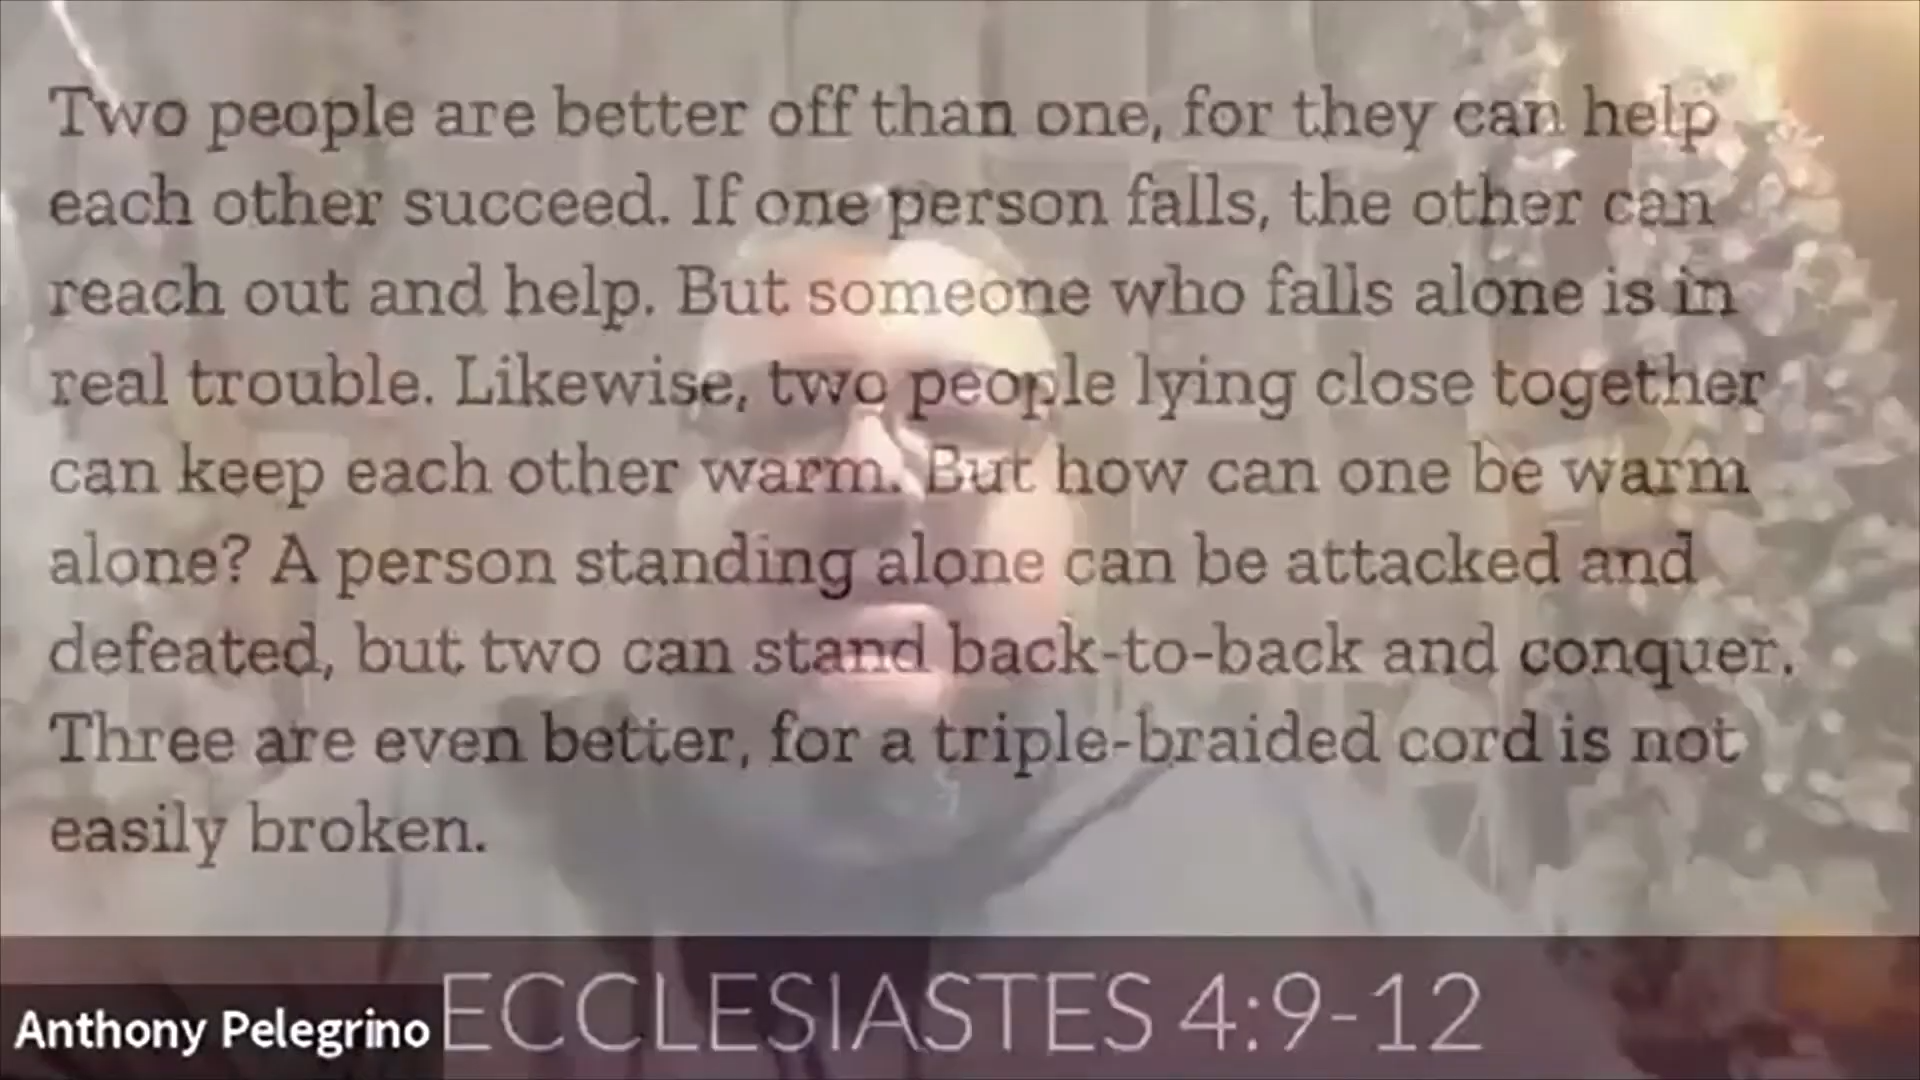 Two people are better off than one, for they can help
each other succeed. If one person falls, the other can
reach out and help. But someone who falls alone is in
real trouble. Likewise, two people lying close together
can keep each other warm. But how can one be warm
alone? A person standing alone can be attacked and
defeated, but two can stand back-to-back and conquer.
Three are even better, for a triple-braided cord is not
easily broken.
ECCLESIASTES 4:9-12
Anthony Pelegrino